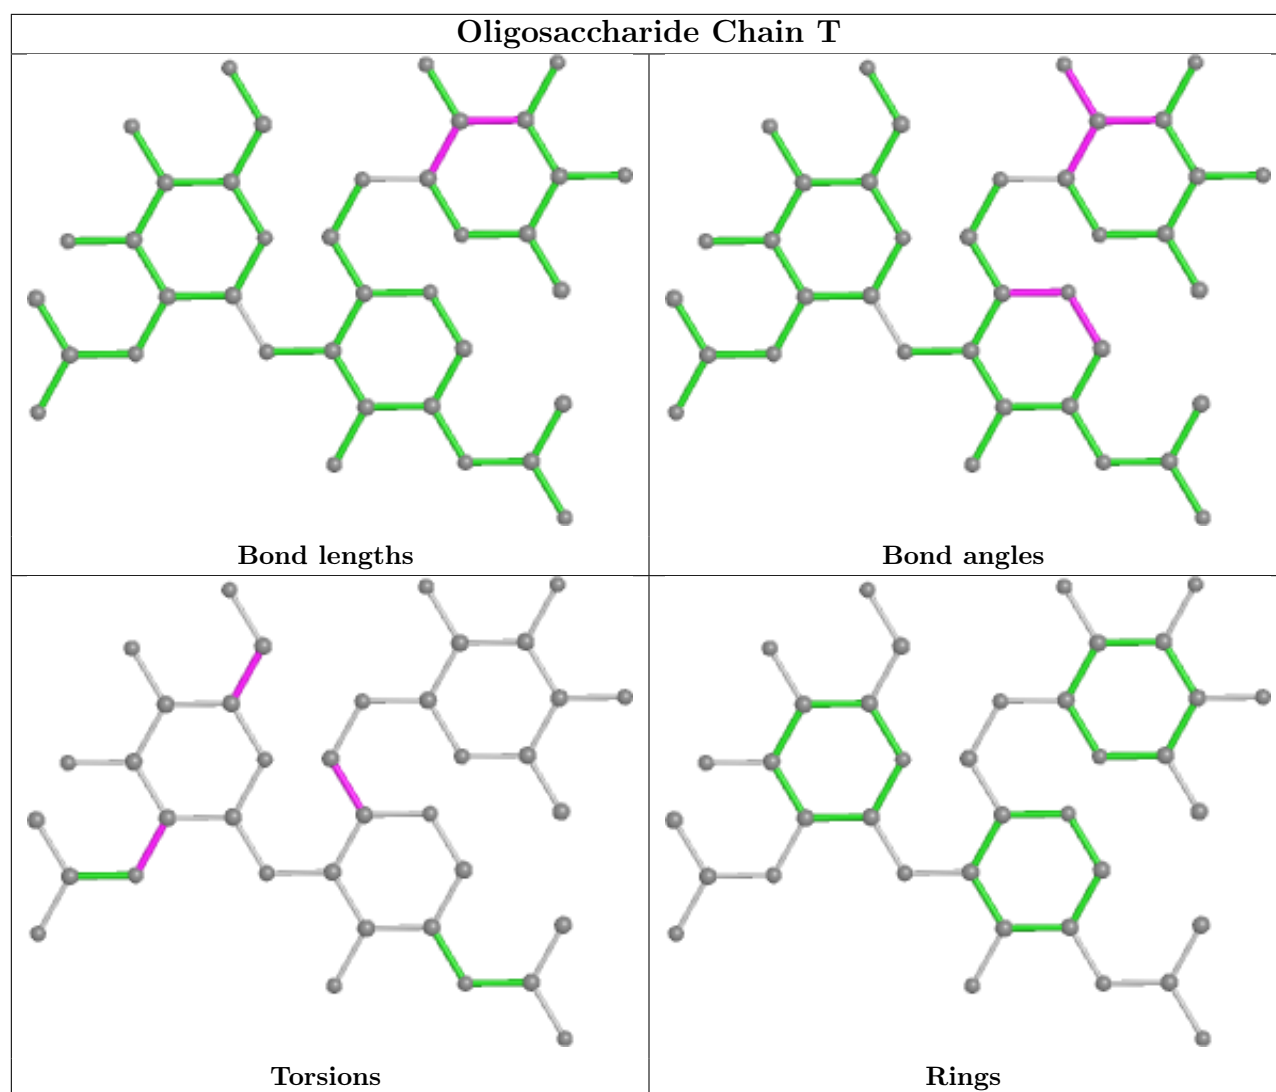 Oligosaccharide Chain T
Bond lengths
Bond angles
Torsions
Rings